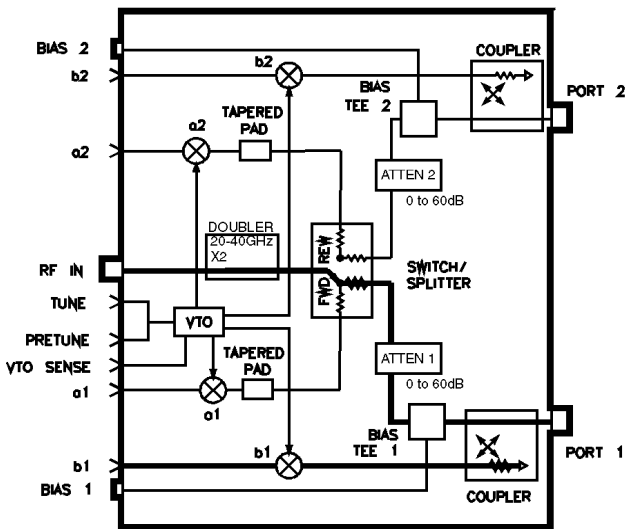 BIAS 2
b2
b2
COUPLER
PORT 2
BIAS
TEE 2
TAPERED
PAD
a2
a2
ATTEN 2
0 to 60dB
DOUBLER
20-40GHz
X2
REW
FWD
RF IN
SWITCH/
SPLITTER
TUNE
VTO
PRETUNE
VTO SENSE
TAPERED
PAD
ATTEN 1
0 to 60dB
a1
a1
BIAS
TEE 1
PORT 1
b1
b1
BIAS 1
COUPLER